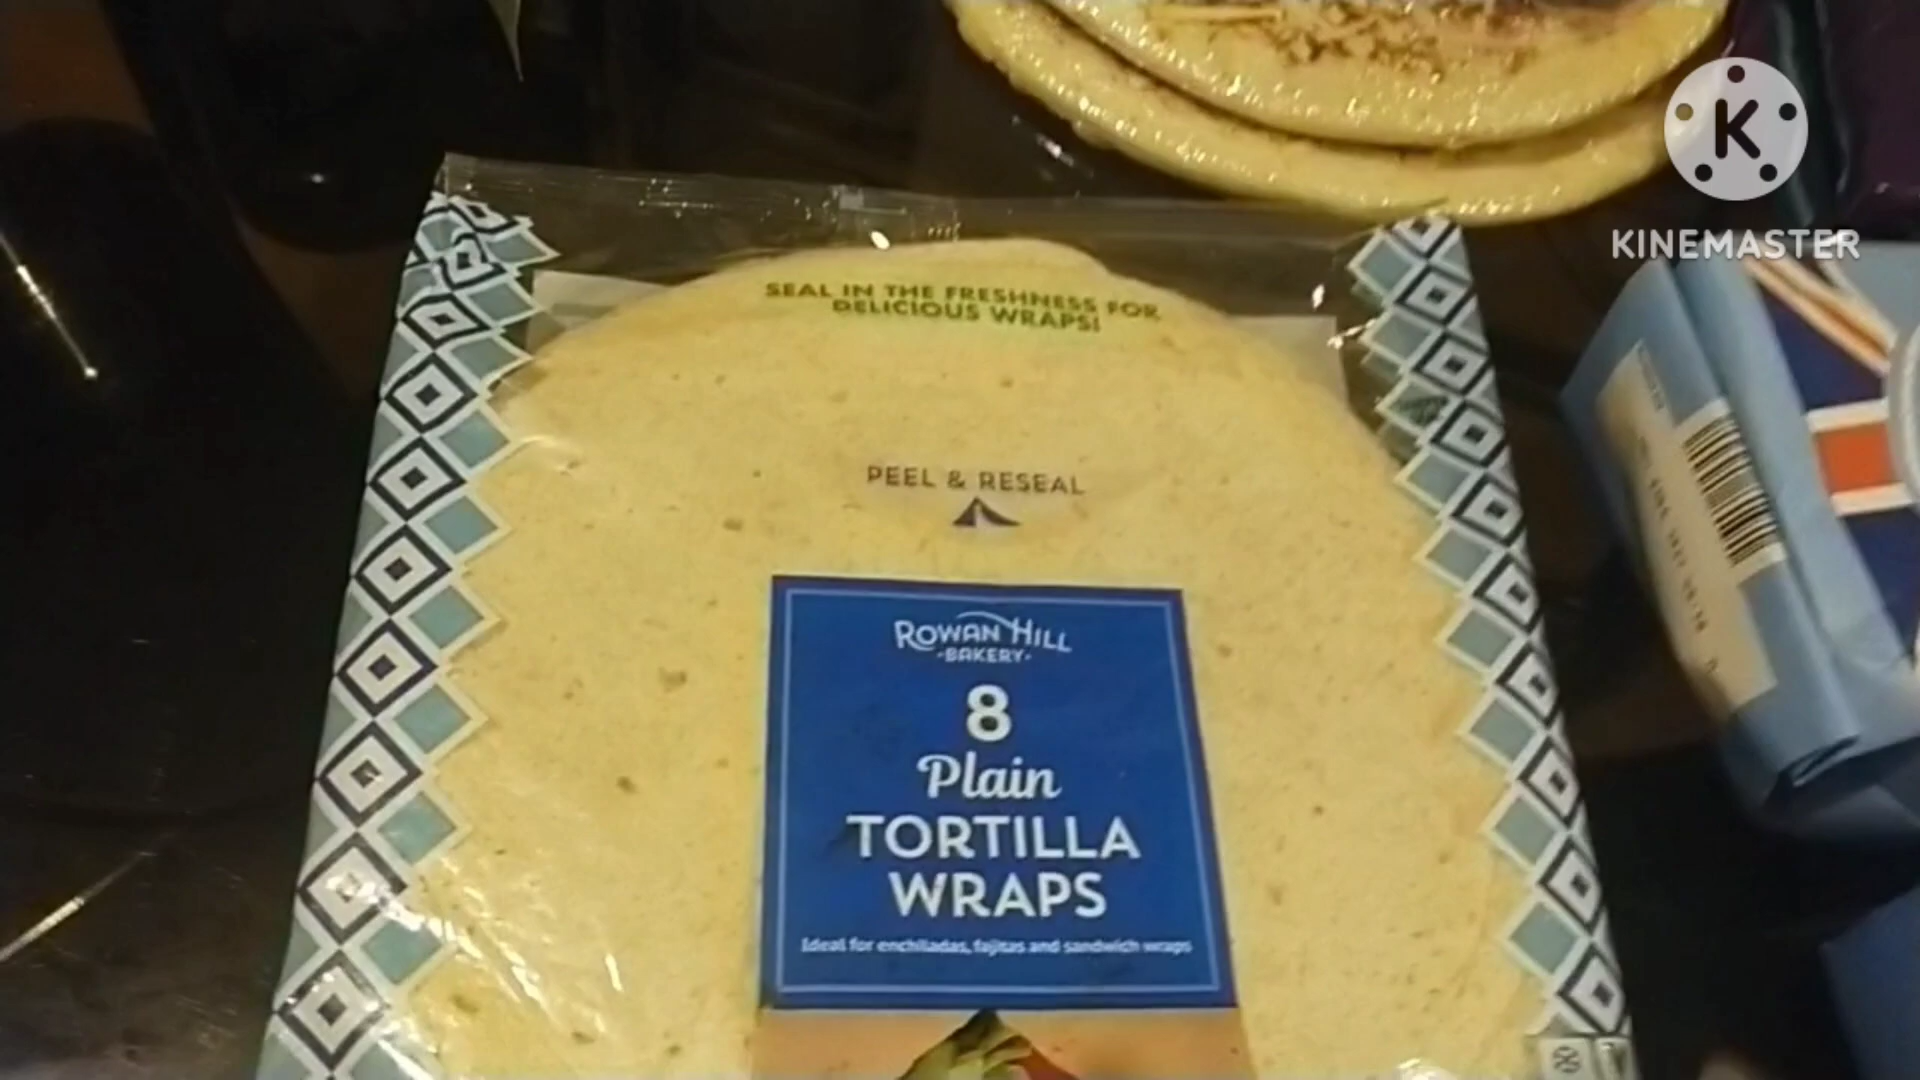 SEAL IN THE FRESHNESS FOR
DELICIOUS WRAPS!
PEEL & RESEAL
ROWAN HILL
-BAKERY-
8
Plain
TORTILLA
WRAPS
Ideal for enchiladas, fajitas and sandwich wraps
K
KINEMASTER